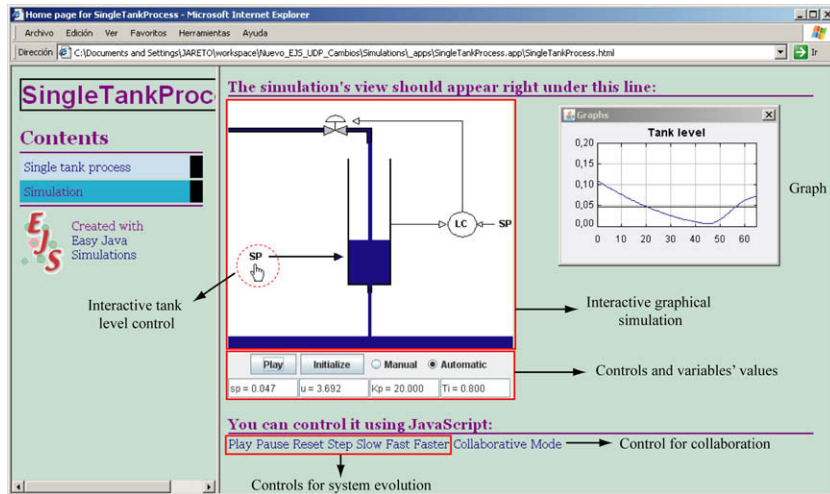 Home page for SingleTankProcess - Microsoft Internet Explorer
Archivo Edición Ver Favoritos Herramientas Ayuda
Dirección C:\Documents and Settings\JARETO\workspace\Nuevo_EJS_UDP_Cambios\Simulations\_apps\SingleTankProcess.app\SingleTankProcess.html Ir
SingleTankProc
Contents
Single tank process
Simulation
EJS
Created with
Easy Java
Simulations
Interactive tank
level control
The simulation's view should appear right under this line:
LC
SP
SP
Graphs
Tank level
0,20
0,15
0,10
0,05
0,00
0 10 20 30 40 50 60
Graph
Interactive graphical
simulation
Play Initialize Manual Automatic
sp = 0.047 u = 3.692 Kp = 20.000 Ti = 0.800
Controls and variables' values
You can control it using JavaScript:
Play Pause Reset Step Slow Fast Faster Collaborative Mode
Control for collaboration
Controls for system evolution